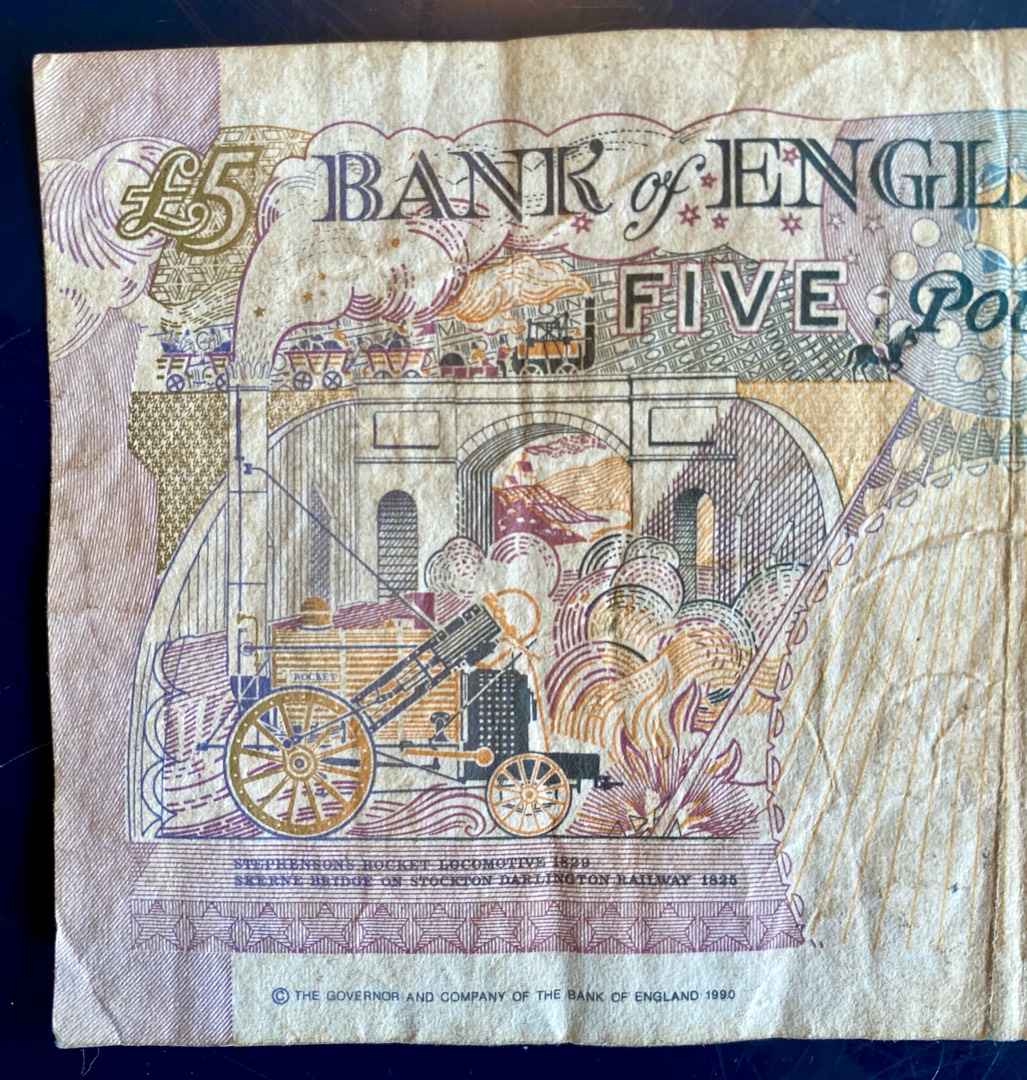 £5 BANK of ENGL
FIVE Pou
ROCKET
STEPHENSON'S ROCKET LOCOMOTIVE 1829
SKERNE BRIDGE ON STOCKTON DARLINGTON RAILWAY 1825
© THE GOVERNOR AND COMPANY OF THE BANK OF ENGLAND 1990